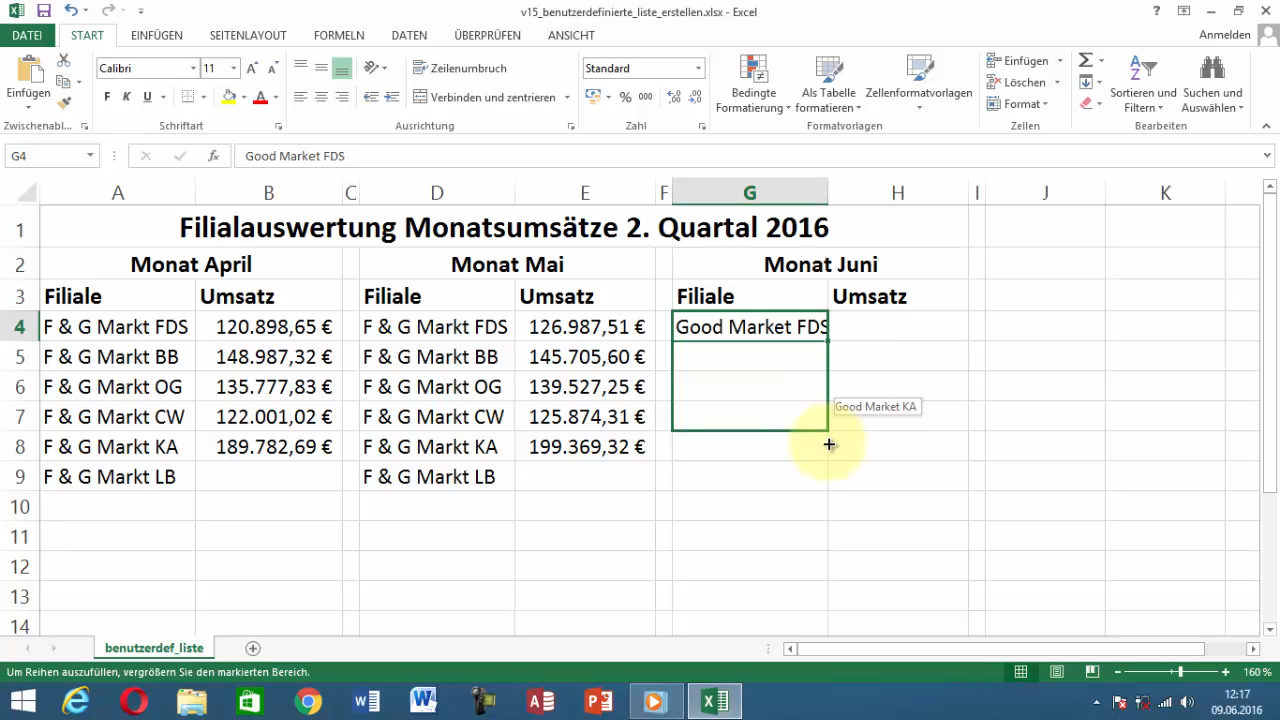 v15_benutzerdefinierte_liste_erstellen.xlsx - Excel
DATEI START EINFÜGEN SEITENLAYOUT FORMELN DATEN ÜBERPRÜFEN ANSICHT Anmelden
Einfügen
Zwischenabl...
Calibri 11
F K U
Schriftart
Zeilenumbruch
Verbinden und zentrieren
Ausrichtung
Standard
% 000
Zahl
Bedingte Formatierung
Als Tabelle formatieren
Zellenformatvorlagen
Formatvorlagen
Einfügen
Löschen
Format
Zellen
Sortieren und Filtern
Suchen und Auswählen
Bearbeiten
G4 fx Good Market FDS
A B C D E F G H I J K
1 Filialauswertung Monatsumsätze 2. Quartal 2016
2 Monat April Monat Mai Monat Juni
3 Filiale Umsatz Filiale Umsatz Filiale Umsatz
4 F & G Markt FDS 120.898,65 € F & G Markt FDS 126.987,51 € Good Market FDS
5 F & G Markt BB 148.987,32 € F & G Markt BB 145.705,60 €
6 F & G Markt OG 135.777,83 € F & G Markt OG 139.527,25 €
7 F & G Markt CW 122.001,02 € F & G Markt CW 125.874,31 €
Good Market KA
8 F & G Markt KA 189.782,69 € F & G Markt KA 199.369,32 €
9 F & G Markt LB F & G Markt LB
10
11
12
13
14
benutzerdef_liste
Um Reihen auszufüllen, vergrößern Sie den markierten Bereich. 160 %
12:17
09.06.2016